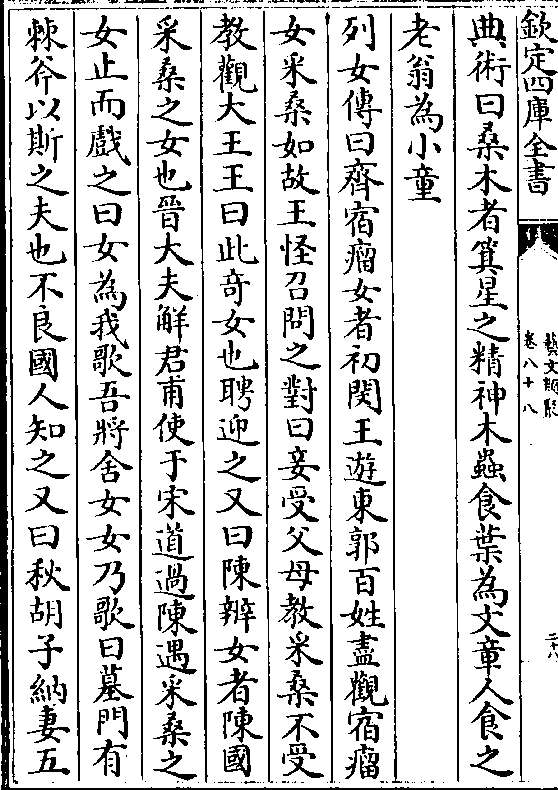 欽定四庫全書
藝文類聚
卷八十八
典術曰桑木者箕星之精神木蟲食葉為文章人食之
老翁為小童
列女傳曰齊宿瘤女者初閔王遊東郭百姓盡觀宿瘤
女采桑如故王怪召問之對曰妾受父母教采桑不受
教觀大王王曰此奇女也聘迎之又曰陳辨女者陳國
采桑之女也晉大夫解君甫使于宋道過陳遇采桑之
女止而戲之曰女為我歌吾將舍女女乃歌曰墓門有
棘斧以斯之夫也不良國人知之又曰秋胡子納妻五